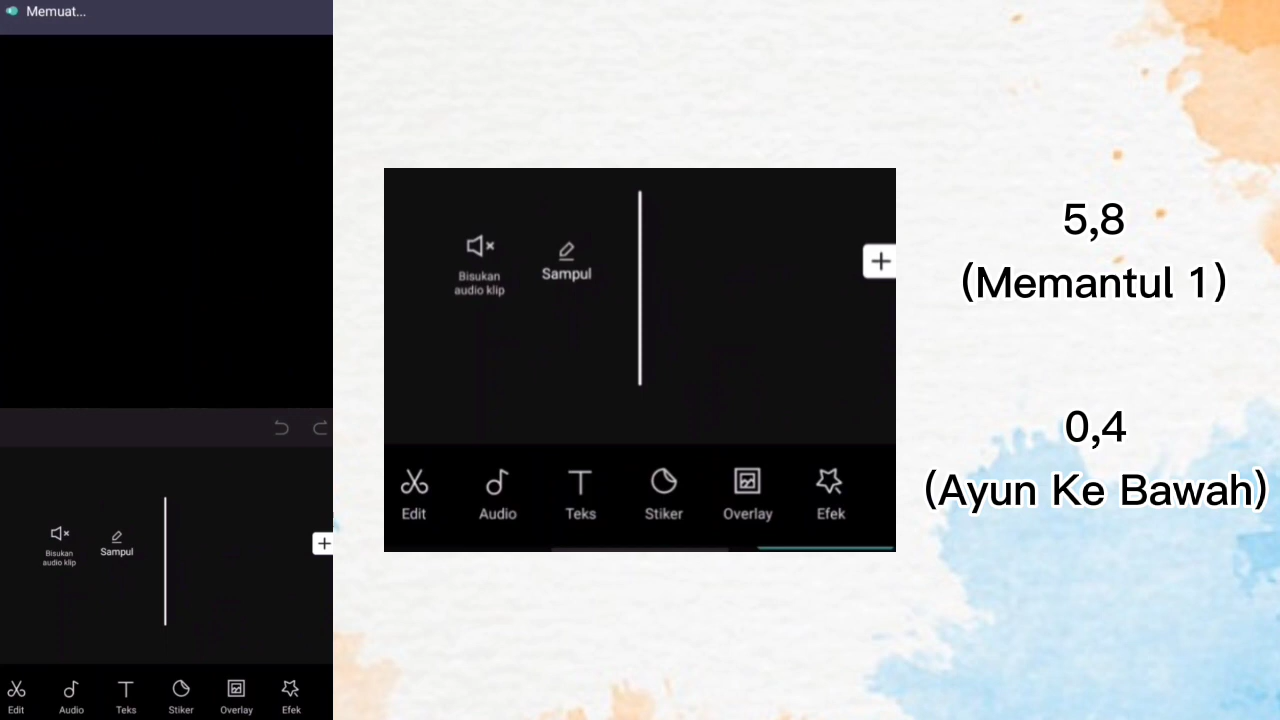 Memuat...
Bisukan
audio klip
Sampul
Edit
Audio
Teks
Stiker
Overlay
Efek
Bisukan
audio klip
Sampul
Edit
Audio
Teks
Stiker
Overlay
Efek
5,8
(Memantul 1)
0,4
(Ayun Ke Bawah)